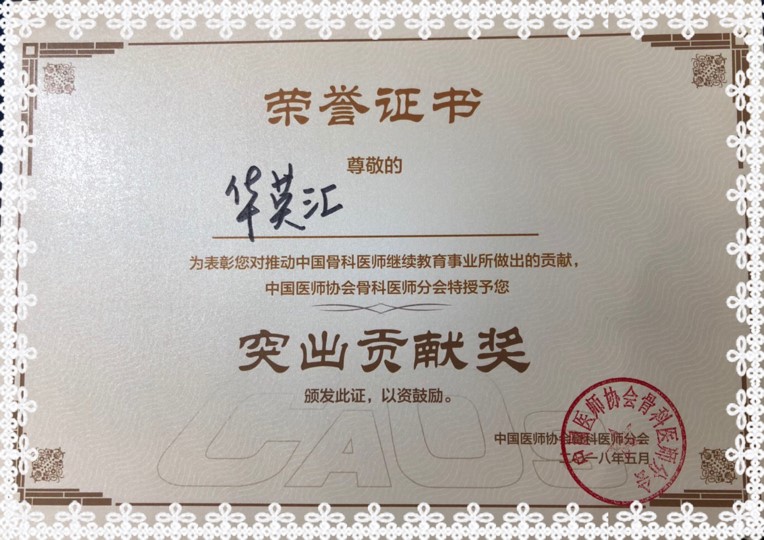 荣誉证书
尊敬的
华英汇
为表彰您对推动中国骨科医师继续教育事业所做出的贡献，
中国医师协会骨科医师分会特授予您
突出贡献奖
颁发此证，以资鼓励。
CAOS
中国医师协会骨科医师分会
二〇一八年五月
中国医师协会骨科医师分会